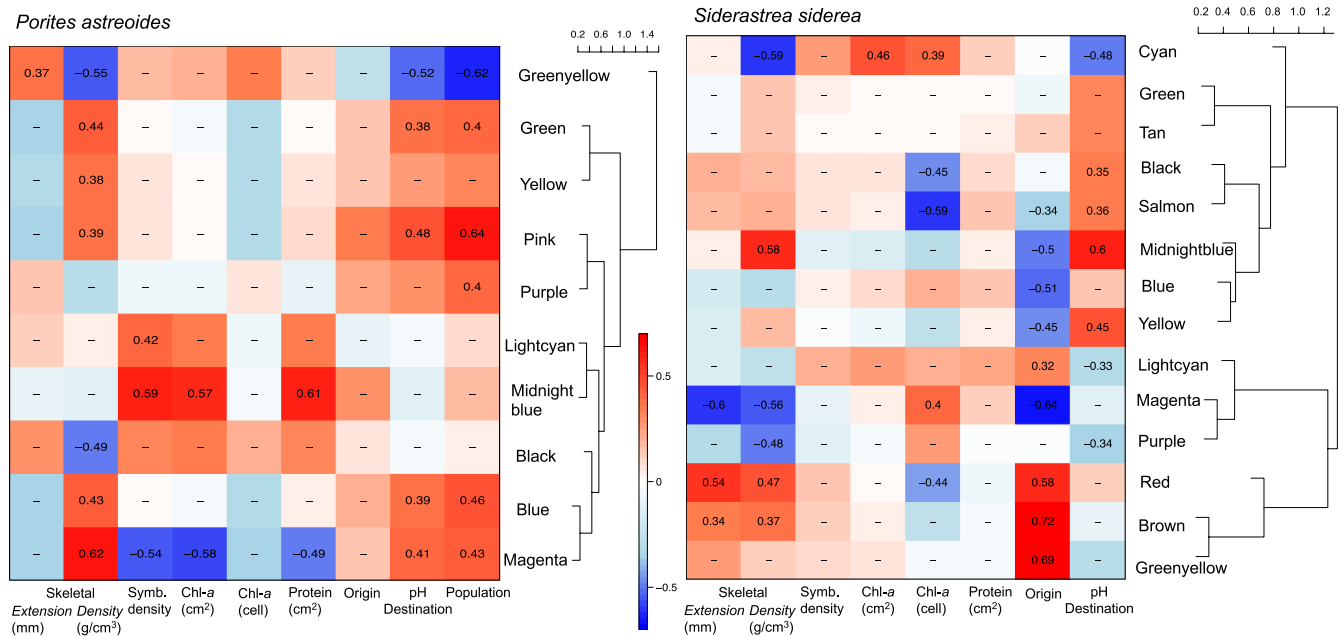 Porites astreoides
0.2 0.6 1.0 1.4
0.37 −0.55 – – – – – −0.52 −0.62 Greenyellow
– 0.44 – – – – – 0.38 0.4 Green
– 0.38 – – – – – – – Yellow
– 0.39 – – – – – 0.48 0.64 Pink
– – – – – – – – 0.4 Purple
– – 0.42 – – – – – – Lightcyan
– – 0.59 0.57 – 0.61 – – – Midnight
blue
– −0.49 – – – – – – – Black
– 0.43 – – – – – 0.39 0.46 Blue
– 0.62 −0.54 −0.58 – −0.49 – 0.41 0.43 Magenta
Skeletal Symb. Chl-a Chl-a Protein Origin pH Population
Extension Density density (cm²) (cell) (cm²) Destination
(mm) (g/cm³)
0.5
0
−0.5
Siderastrea siderea
0.2 0.4 0.6 0.8 1.0 1.2
– −0.59 – 0.46 0.39 – – −0.48 Cyan
– – – – – – – – Green
– – – – – – – – Tan
– – – – −0.45 – – 0.35 Black
– – – – −0.59 – −0.34 0.36 Salmon
– 0.58 – – – – −0.5 0.6 Midnightblue
– – – – – – −0.51 – Blue
– – – – – – −0.45 0.45 Yellow
– – – – – – 0.32 −0.33 Lightcyan
−0.6 −0.56 – – 0.4 – −0.64 – Magenta
– −0.48 – – – – – −0.34 Purple
0.54 0.47 – – −0.44 – 0.58 – Red
0.34 0.37 – – – – 0.72 – Brown
– – – – – – 0.69 – Greenyellow
Skeletal Symb. Chl-a Chl-a Protein Origin pH
Extension Density density (cm²) (cell) (cm²) Destination
(mm) (g/cm³)